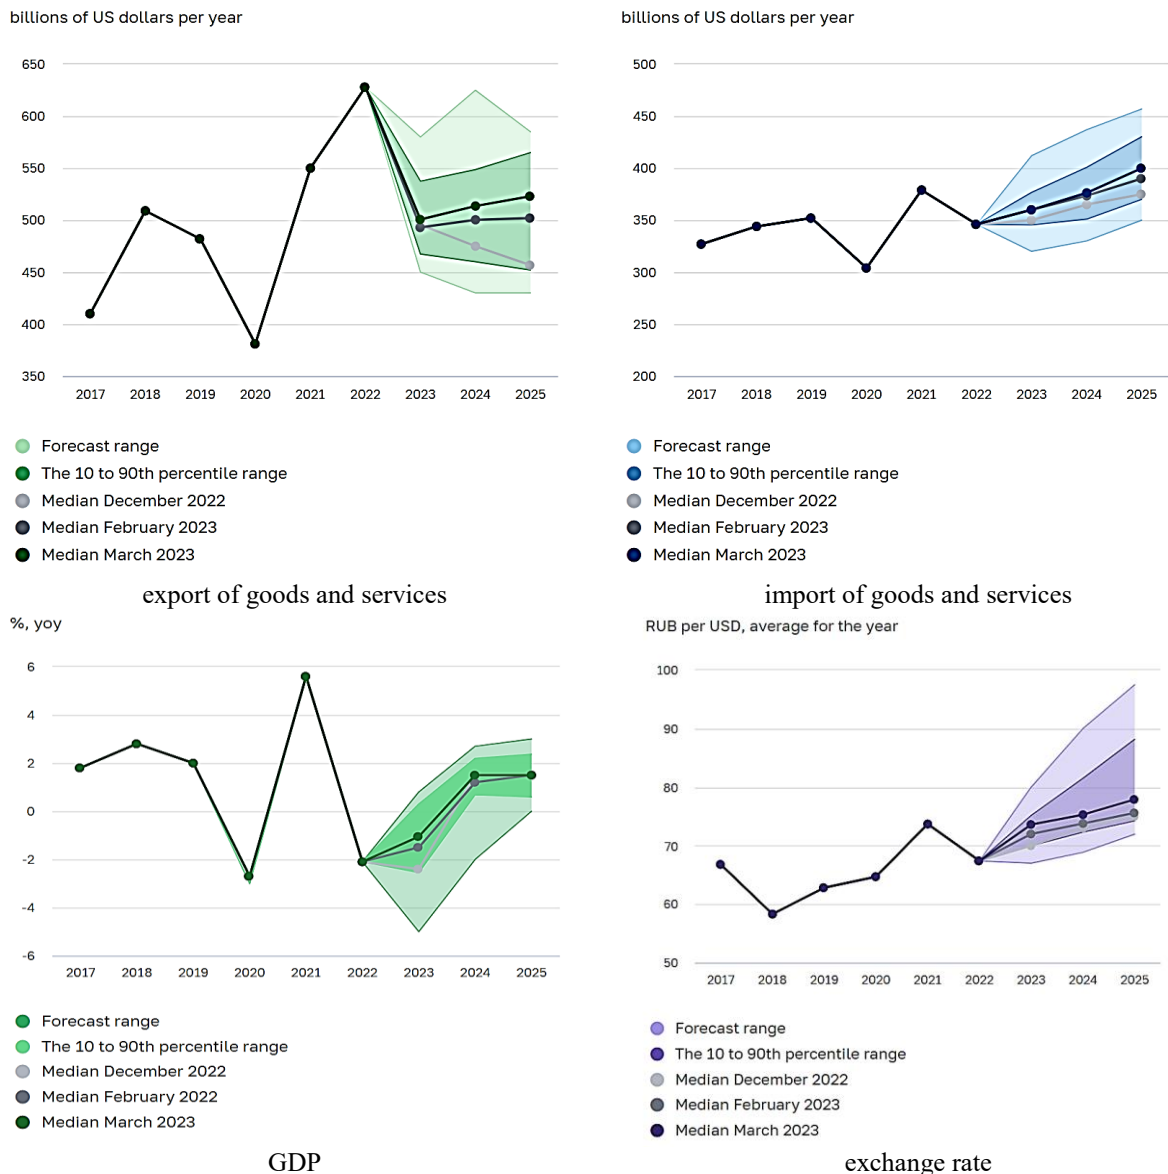 billions of US dollars per year
650
600
550
500
450
400
350
2017 2018 2019 2020 2021 2022 2023 2024 2025
Forecast range
The 10 to 90th percentile range
Median December 2022
Median February 2023
Median March 2023
export of goods and services
billions of US dollars per year
500
450
400
350
300
250
200
2017 2018 2019 2020 2021 2022 2023 2024 2025
Forecast range
The 10 to 90th percentile range
Median December 2022
Median February 2023
Median March 2023
import of goods and services
%, yoy
6
4
2
0
-2
-4
-6
2017 2018 2019 2020 2021 2022 2023 2024 2025
Forecast range
The 10 to 90th percentile range
Median December 2022
Median February 2022
Median March 2023
GDP
RUB per USD, average for the year
100
90
80
70
60
50
2017 2018 2019 2020 2021 2022 2023 2024 2025
Forecast range
The 10 to 90th percentile range
Median December 2022
Median February 2023
Median March 2023
exchange rate